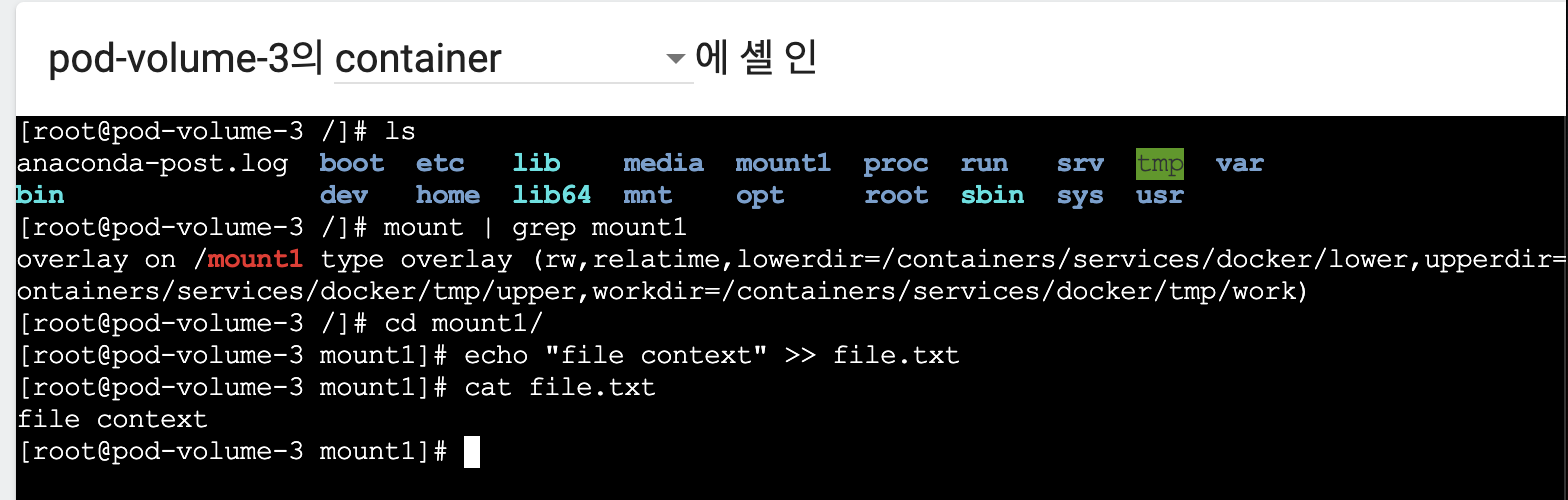 pod-volume-3의 container 에 셸 인
[root@pod-volume-3 /]# ls
anaconda-post.log  boot  etc   lib    media  mount1  proc  run   srv  tmp  var
bin                dev   home  lib64  mnt    opt     root  sbin  sys  usr
[root@pod-volume-3 /]# mount | grep mount1
overlay on /mount1 type overlay (rw,relatime,lowerdir=/containers/services/docker/lower,upperdir=
ontainers/services/docker/tmp/upper,workdir=/containers/services/docker/tmp/work)
[root@pod-volume-3 /]# cd mount1/
[root@pod-volume-3 mount1]# echo "file context" >> file.txt
[root@pod-volume-3 mount1]# cat file.txt
file context
[root@pod-volume-3 mount1]#